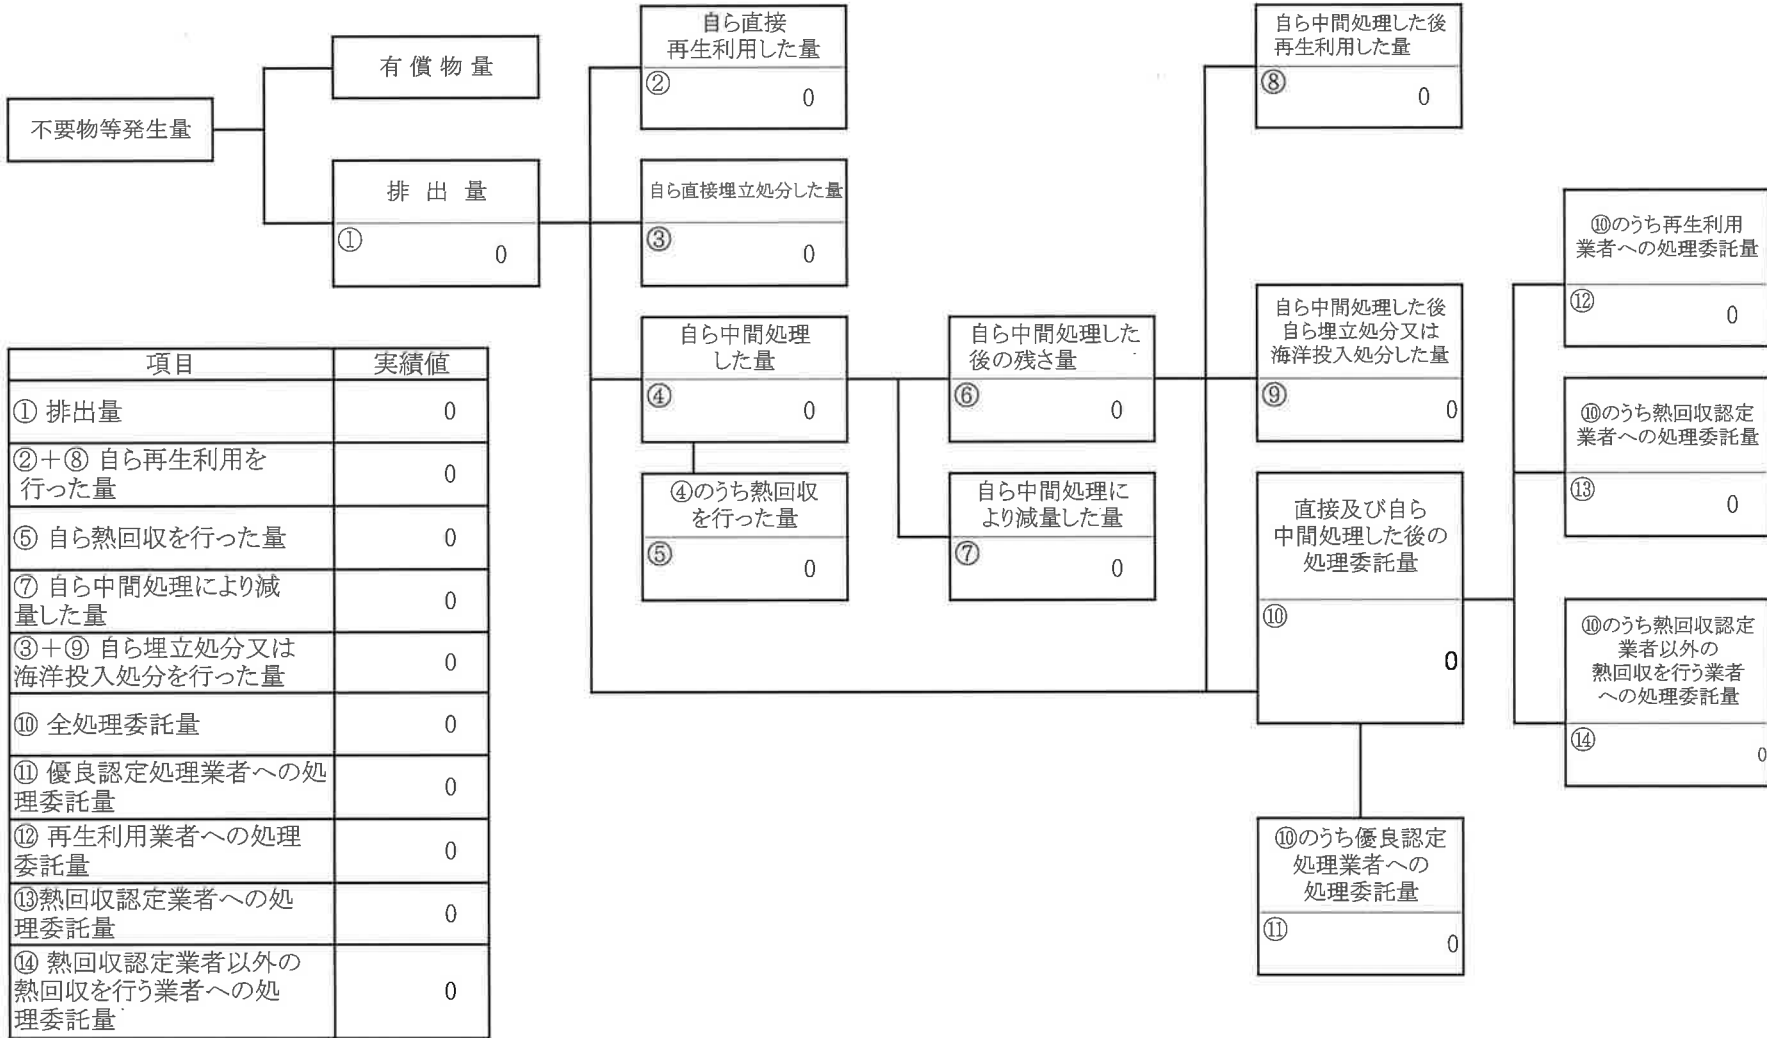 不要物等発生量
有 償 物 量
排 出 量
①
0
自ら直接
再生利用した量
②
0
自ら直接埋立処分した量
③
0
自ら中間処理
した量
④
0
④のうち熱回収
を行った量
⑤
0
自ら中間処理した
後の残さ量
⑥
0
自ら中間処理に
より減量した量
⑦
0
自ら中間処理した後
再生利用した量
⑧
0
自ら中間処理した後
自ら埋立処分又は
海洋投入処分した量
⑨
0
直接及び自ら
中間処理した後の
処理委託量
⑩
0
⑩のうち優良認定
処理業者への
処理委託量
⑪
0
⑩のうち再生利用
業者への処理委託量
⑫
0
⑩のうち熱回収認定
業者への処理委託量
⑬
0
⑩のうち熱回収認定
業者以外の
熱回収を行う業者
への処理委託量
⑭
0
項目 実績値
① 排出量 0
②+⑧ 自ら再生利用を
行った量 0
⑤ 自ら熱回収を行った量 0
⑦ 自ら中間処理により減
量した量 0
③+⑨ 自ら埋立処分又は
海洋投入処分を行った量 0
⑩ 全処理委託量 0
⑪ 優良認定処理業者への処
理委託量 0
⑫ 再生利用業者への処理
委託量 0
⑬熱回収認定業者への処
理委託量 0
⑭ 熱回収認定業者以外の
熱回収を行う業者への処
理委託量 0